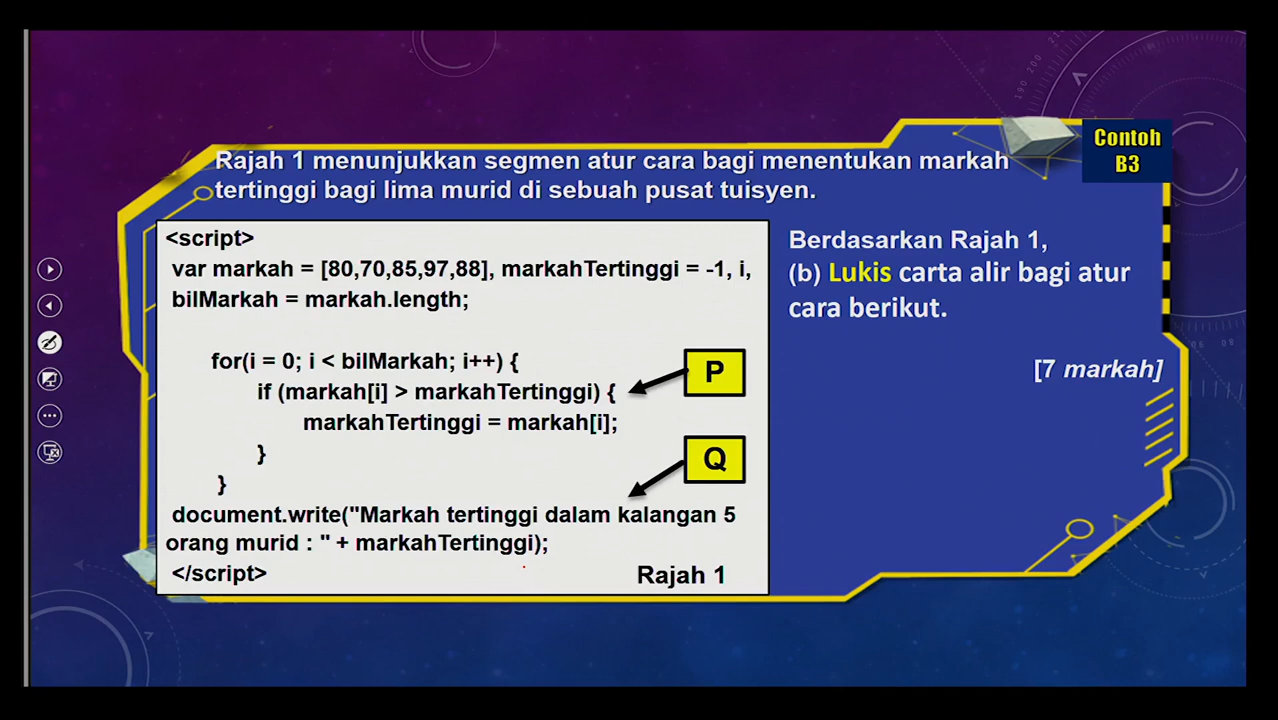 Contoh
B3
Rajah 1 menunjukkan segmen atur cara bagi menentukan markah
tertinggi bagi lima murid di sebuah pusat tuisyen.
<script>
var markah = [80,70,85,97,88], markahTertinggi = -1, i,
bilMarkah = markah.length;
for(i = 0; i < bilMarkah; i++) {
if (markah[i] > markahTertinggi) {
markahTertinggi = markah[i];
}
}
document.write("Markah tertinggi dalam kalangan 5
orang murid : " + markahTertinggi);
</script>
P
Q
Rajah 1
Berdasarkan Rajah 1,
(b) Lukis carta alir bagi atur
cara berikut.
[7 markah]